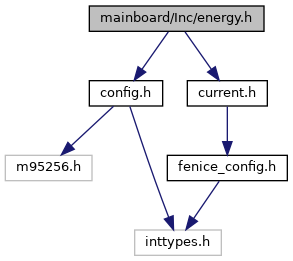 mainboard/Inc/energy.h
config.h
current.h
m95256.h
fenice_config.h
inttypes.h